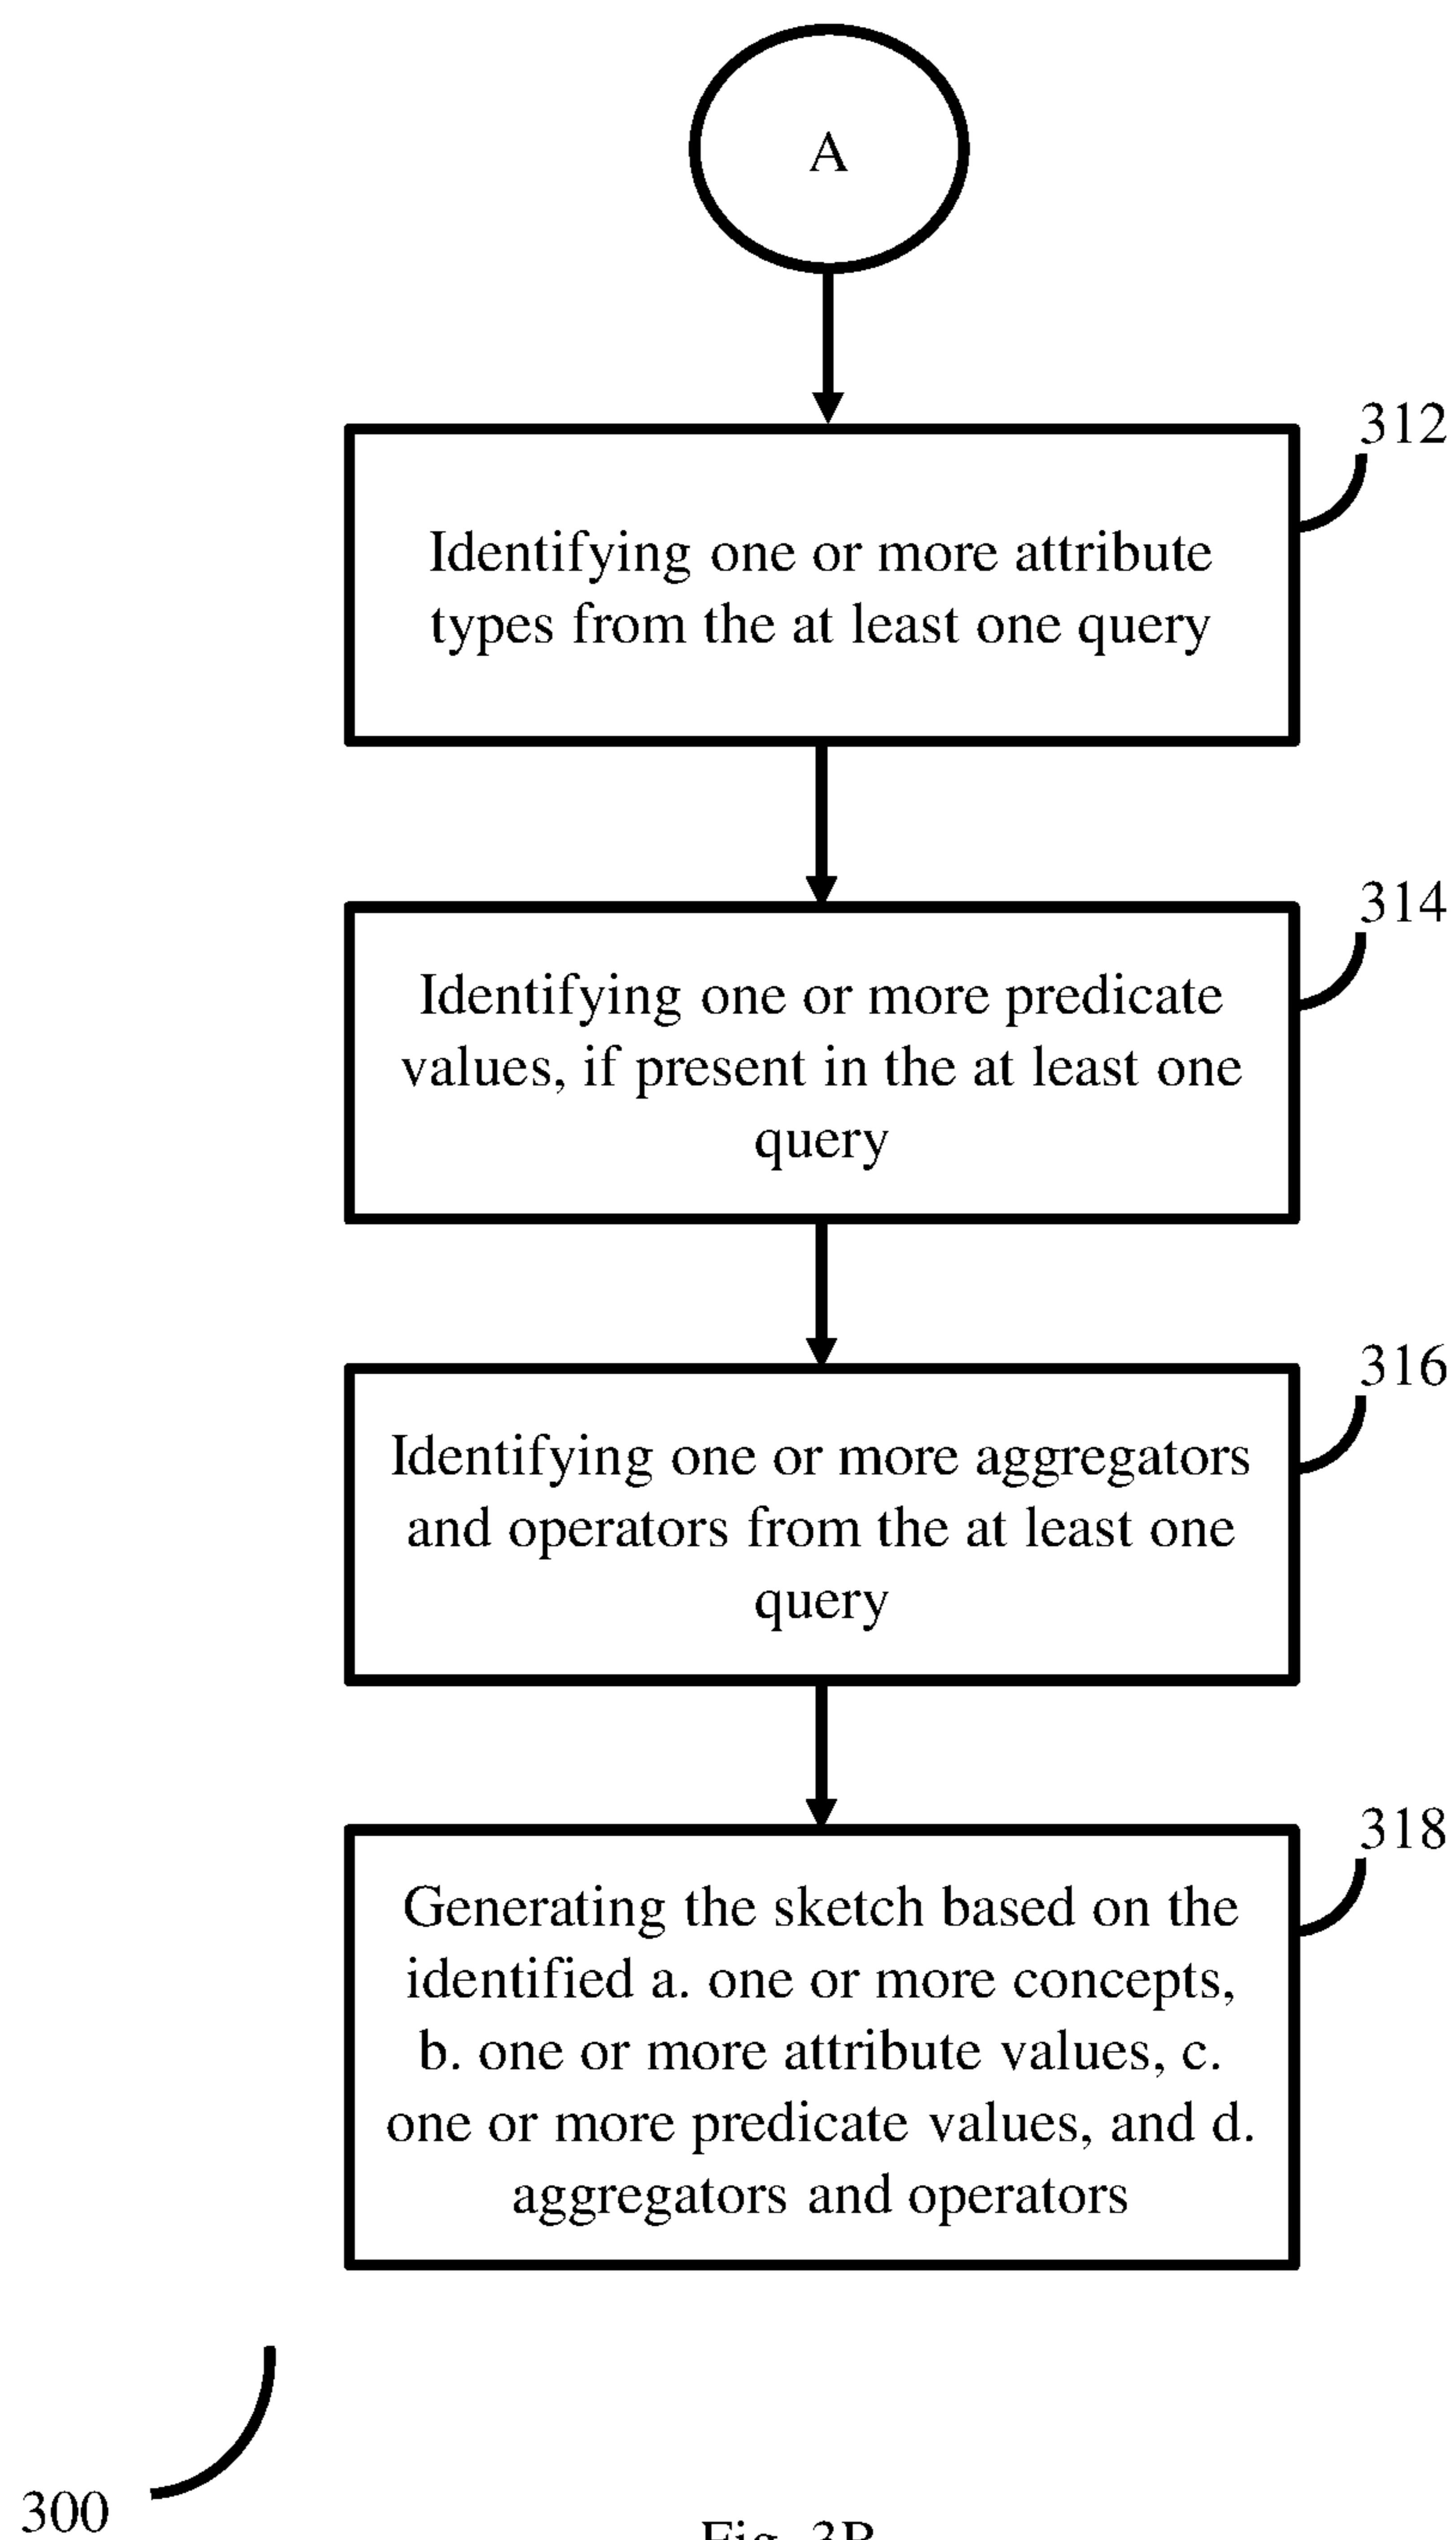 A
312
Identifying one or more attribute
types from the at least one query
314
Identifying one or more predicate
values, if present in the at least one
query
316
Identifying one or more aggregators
and operators from the at least one
query
318
Generating the sketch based on the
identified a. one or more concepts,
b. one or more attribute values, c.
one or more predicate values, and d.
aggregators and operators
300
Fig. 3B